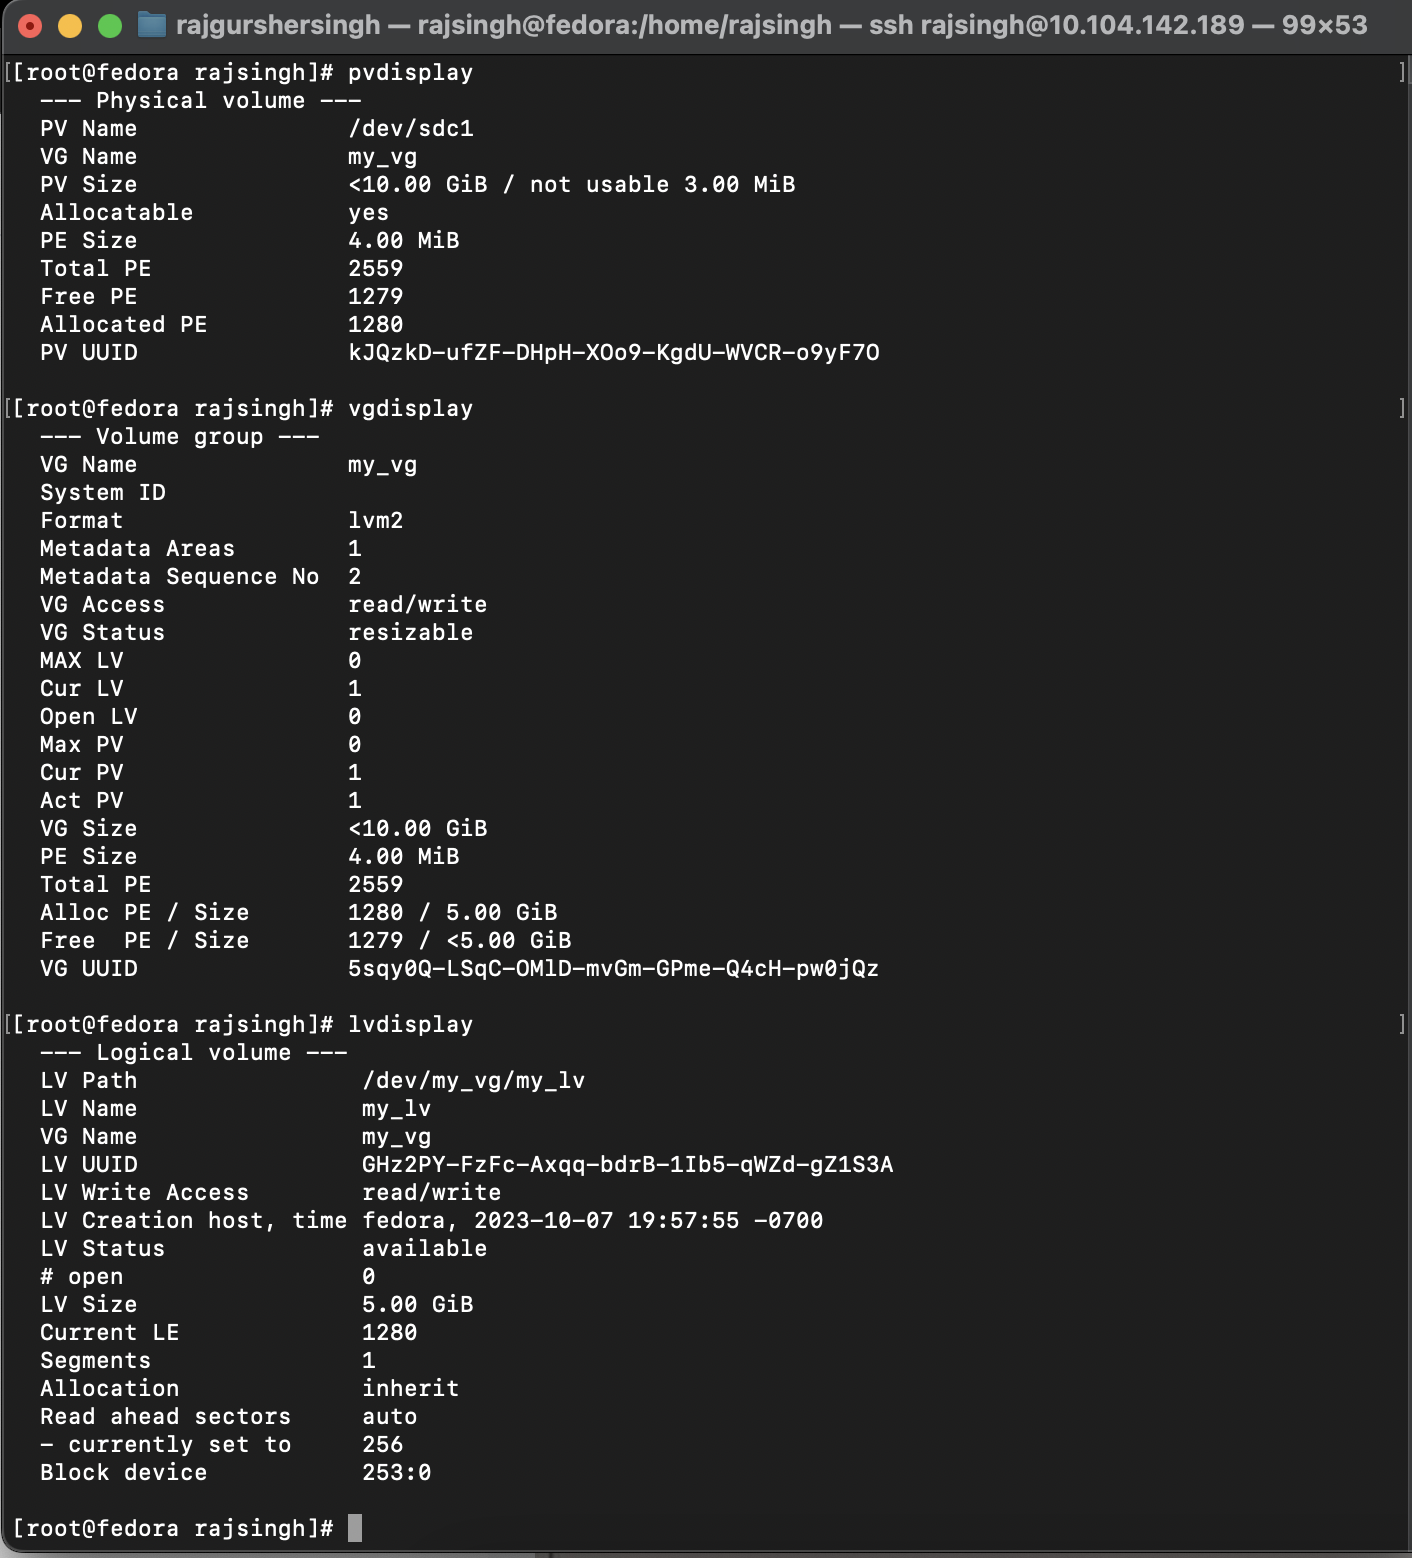 rajgurshersingh — rajsingh@fedora:/home/rajsingh — ssh rajsingh@10.104.142.189 — 99×53
[[root@fedora rajsingh]# pvdisplay ]
--- Physical volume ---
PV Name /dev/sdc1
VG Name my_vg
PV Size <10.00 GiB / not usable 3.00 MiB
Allocatable yes
PE Size 4.00 MiB
Total PE 2559
Free PE 1279
Allocated PE 1280
PV UUID kJQzkD-ufZF-DHpH-XOo9-KgdU-WVCR-o9yF7O
[[root@fedora rajsingh]# vgdisplay ]
--- Volume group ---
VG Name my_vg
System ID
Format lvm2
Metadata Areas 1
Metadata Sequence No 2
VG Access read/write
VG Status resizable
MAX LV 0
Cur LV 1
Open LV 0
Max PV 0
Cur PV 1
Act PV 1
VG Size <10.00 GiB
PE Size 4.00 MiB
Total PE 2559
Alloc PE / Size 1280 / 5.00 GiB
Free  PE / Size 1279 / <5.00 GiB
VG UUID 5sqy0Q-LSqC-OMlD-mvGm-GPme-Q4cH-pw0jQz
[[root@fedora rajsingh]# lvdisplay ]
--- Logical volume ---
LV Path /dev/my_vg/my_lv
LV Name my_lv
VG Name my_vg
LV UUID GHz2PY-FzFc-Axqq-bdrB-1Ib5-qWZd-gZ1S3A
LV Write Access read/write
LV Creation host, time fedora, 2023-10-07 19:57:55 -0700
LV Status available
# open 0
LV Size 5.00 GiB
Current LE 1280
Segments 1
Allocation inherit
Read ahead sectors auto
- currently set to 256
Block device 253:0
[root@fedora rajsingh]#